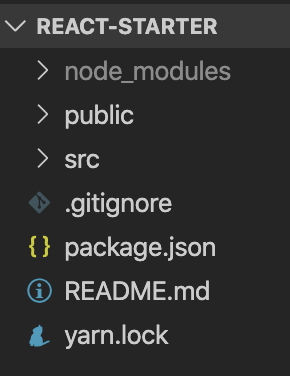 REACT-STARTER
node_modules
public
src
.gitignore
package.json
README.md
yarn.lock